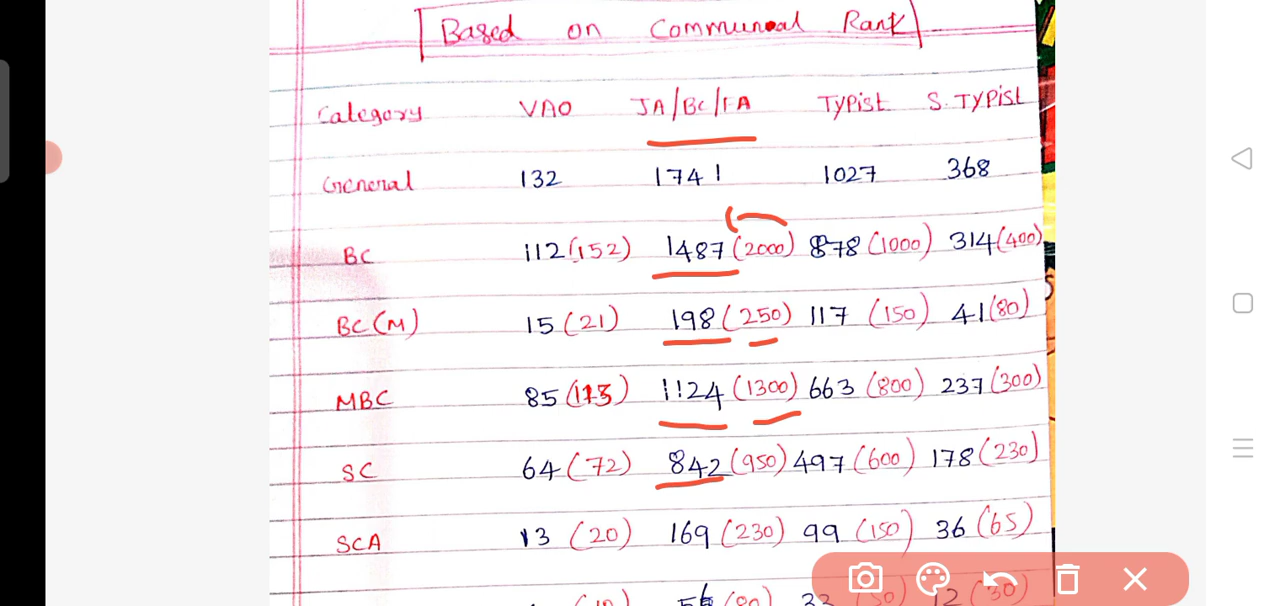 Based on Communal Rank
Category VAO JA/BC/FA Typist S. Typist
General 132 1741 1027 368
BC 112 (152) 1487 (2000) 878 (1000) 314 (400)
BC (M) 15 (21) 198 (250) 117 (150) 41 (80)
MBC 85 (113) 1124 (1300) 663 (800) 237 (300)
SC 64 (72) 842 (950) 497 (600) 178 (230)
SCA 13 (20) 169 (230) 99 (150) 36 (65)